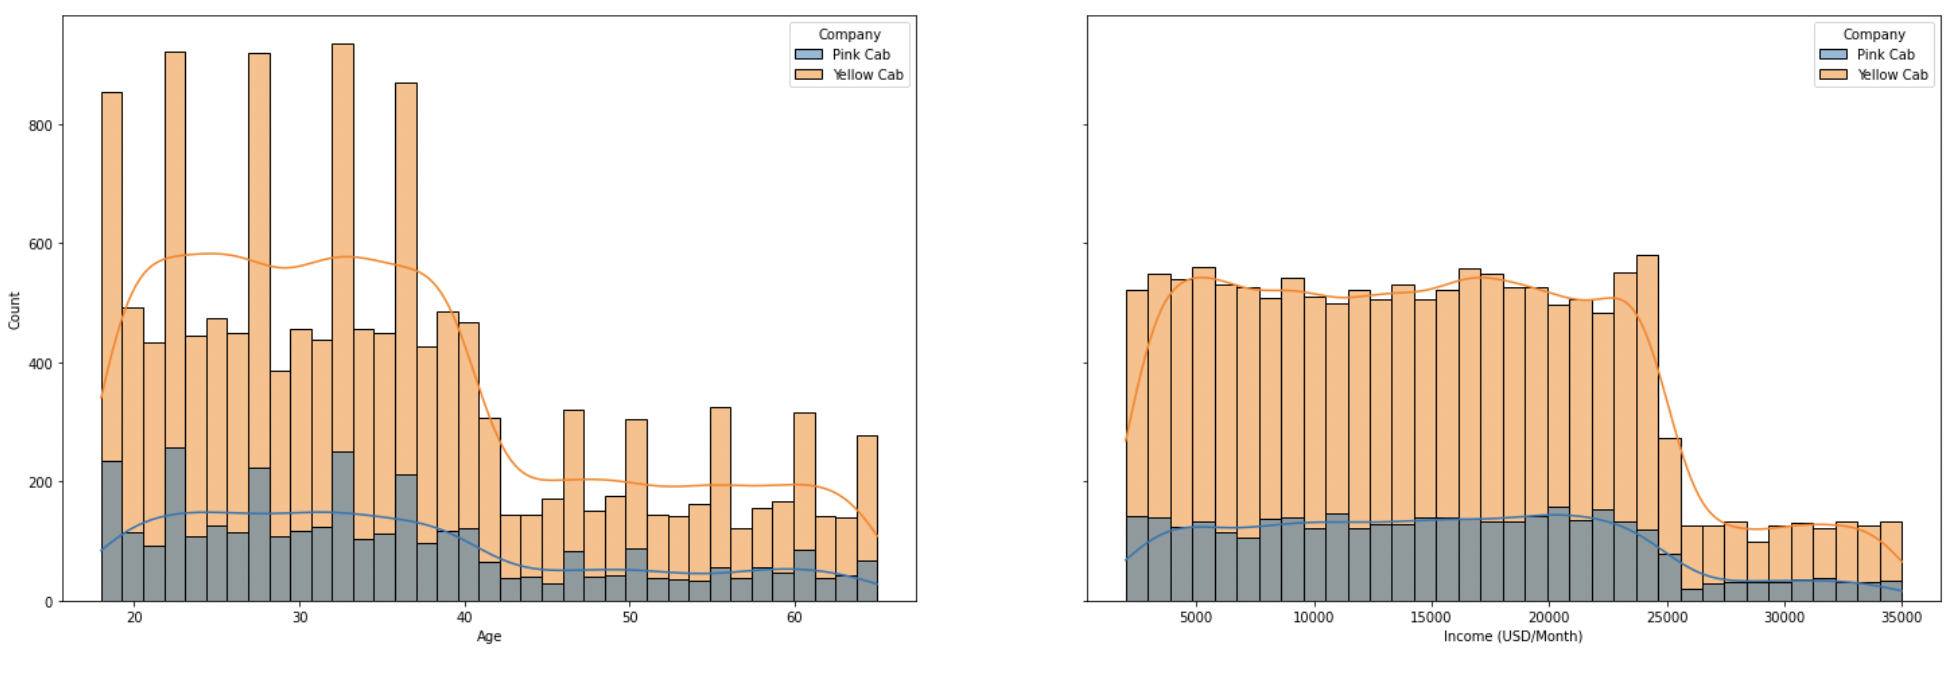 Company
Pink Cab
Yellow Cab
800
600
400
200
0
Count
20 30 40 50 60
Age
Company
Pink Cab
Yellow Cab
5000 10000 15000 20000 25000 30000 35000
Income (USD/Month)